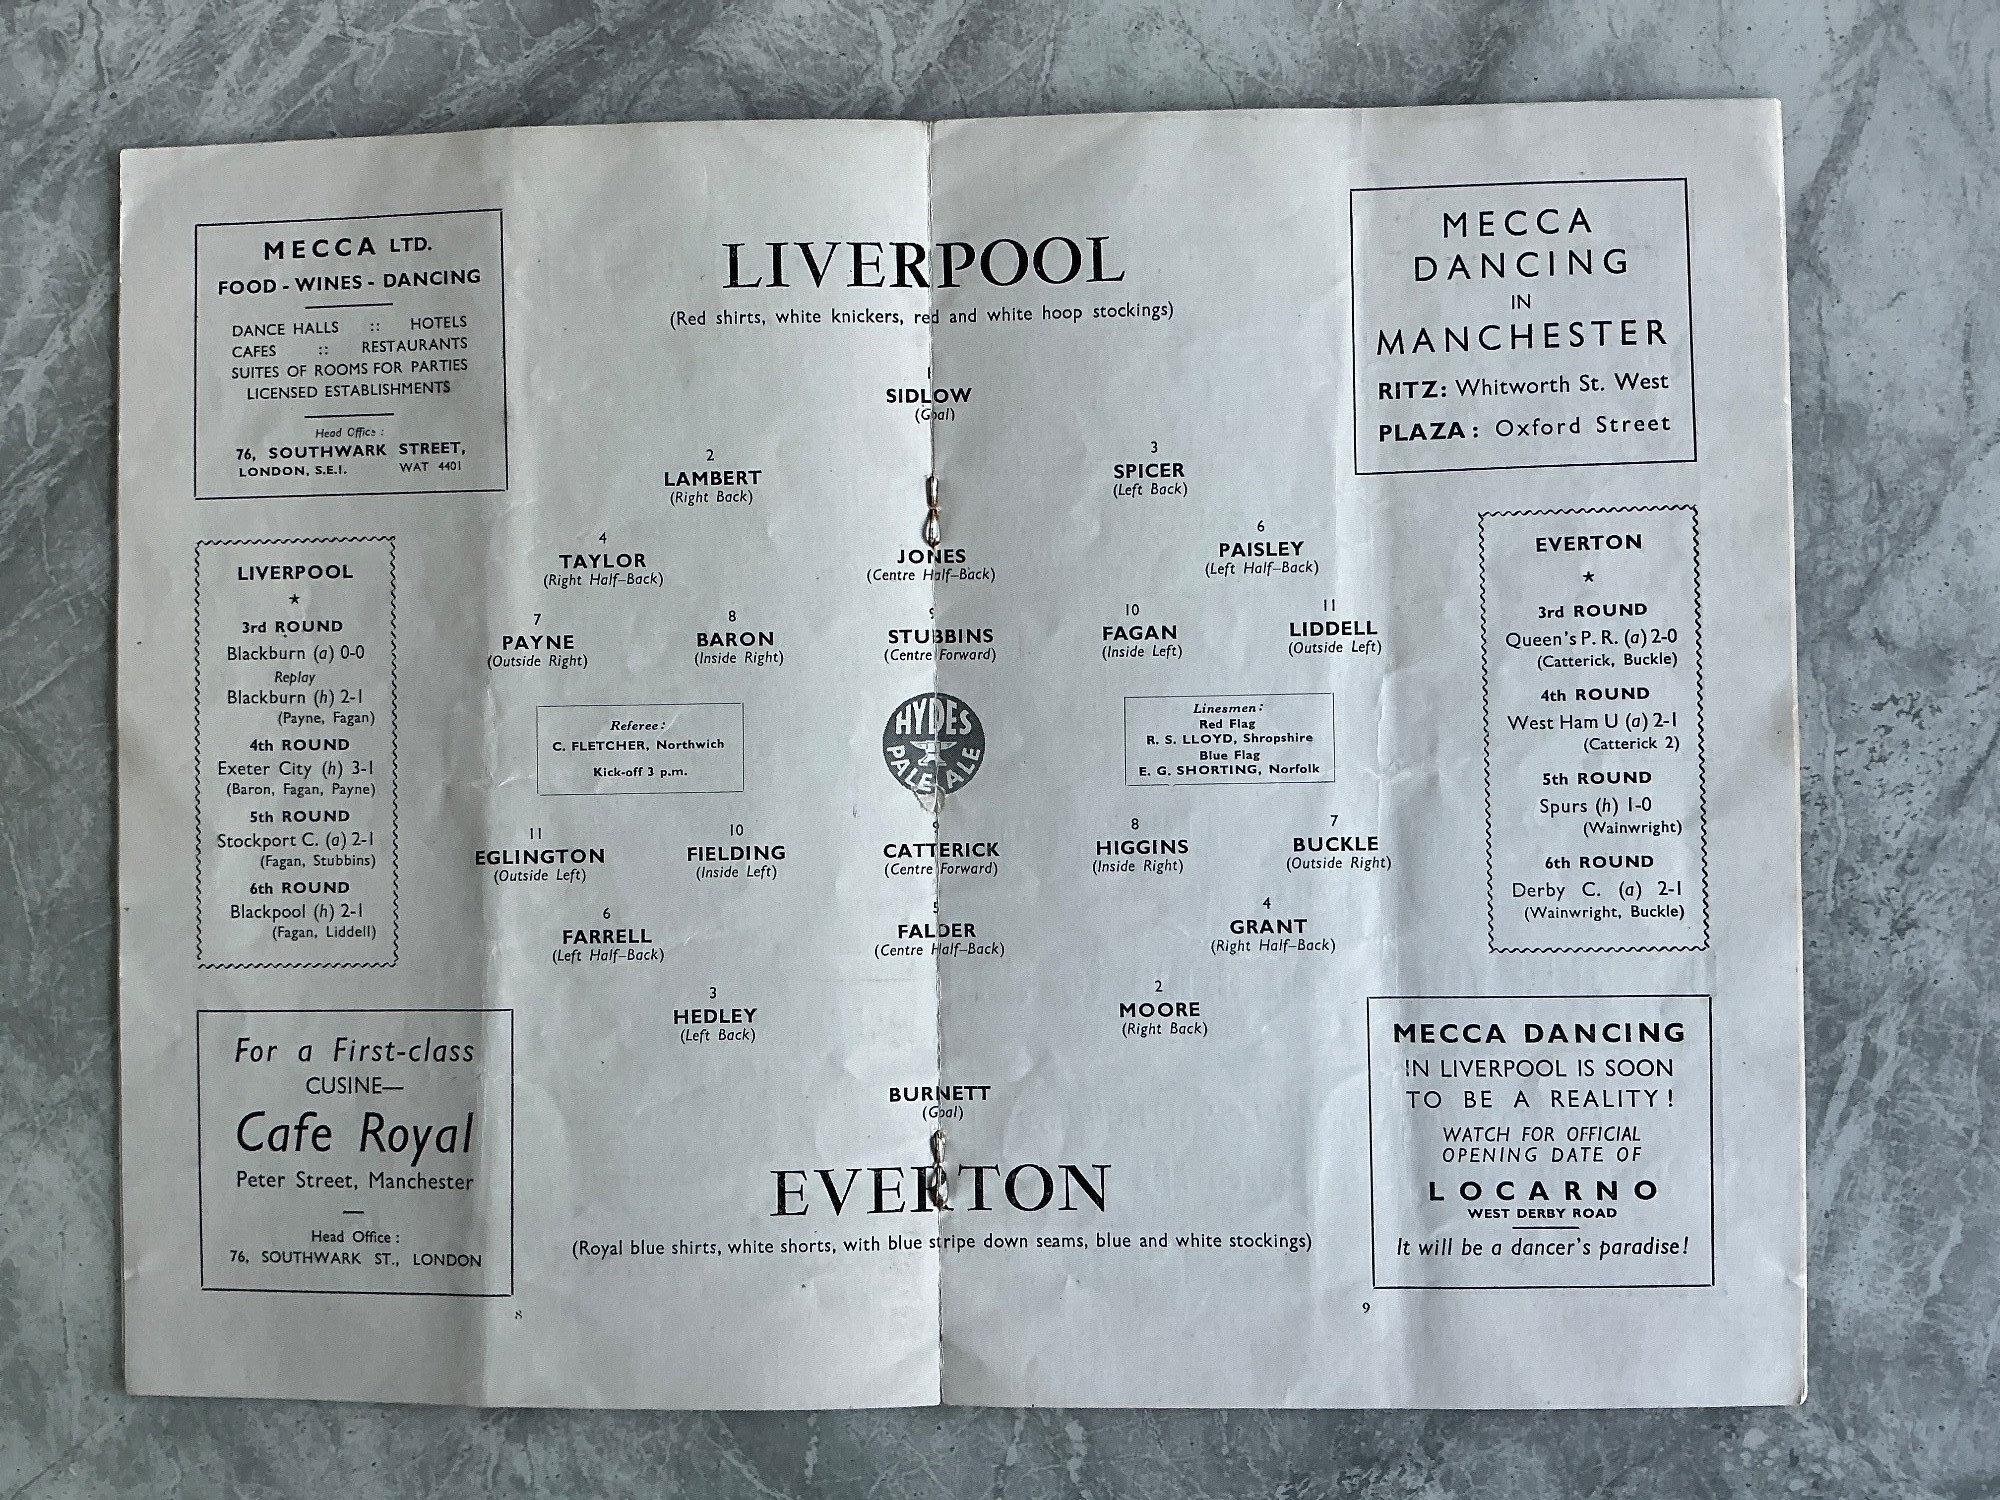 MECCA LTD.
FOOD - WINES - DANCING
DANCE HALLS :: HOTELS
CAFES :: RESTAURANTS
SUITES OF ROOMS FOR PARTIES
LICENSED ESTABLISHMENTS
Head Office:
76, SOUTHWARK STREET,
LONDON, S.E.1. WAT 4401
LIVERPOOL
(Red shirts, white knickers, red and white hoop stockings)
MECCA
DANCING
IN
MANCHESTER
RITZ: Whitworth St. West
PLAZA: Oxford Street
1
SIDLOW
(Goal)
2 3
LAMBERT SPICER
(Right Back) (Left Back)
4 6
TAYLOR JONES PAISLEY
(Right Half-Back) (Centre Half-Back) (Left Half-Back)
7 8 9 10 11
PAYNE BARON STUBBINS FAGAN LIDDELL
(Outside Right) (Inside Right) (Centre Forward) (Inside Left) (Outside Left)
LIVERPOOL
★
3rd ROUND
Blackburn (a) 0-0
Replay
Blackburn (h) 2-1
(Payne, Fagan)
4th ROUND
Exeter City (h) 3-1
(Baron, Fagan, Payne)
5th ROUND
Stockport C. (a) 2-1
(Fagan, Stubbins)
6th ROUND
Blackpool (h) 2-1
(Fagan, Liddell)
Referee:
C. FLETCHER, Northwich
Kick-off 3 p.m.
HYDES
PALE ALE
Linesmen:
Red Flag
R. S. LLOYD, Shropshire
Blue Flag
E. G. SHORTING, Norfolk
EVERTON
★
3rd ROUND
Queen's P. R. (a) 2-0
(Catterick, Buckle)
4th ROUND
West Ham U (a) 2-1
(Catterick 2)
5th ROUND
Spurs (h) 1-0
(Wainwright)
6th ROUND
Derby C. (a) 2-1
(Wainwright, Buckle)
11 10 9 8 7
EGLINGTON FIELDING CATTERICK HIGGINS BUCKLE
(Outside Left) (Inside Left) (Centre Forward) (Inside Right) (Outside Right)
6 5 4
FARRELL FALDER GRANT
(Left Half-Back) (Centre Half-Back) (Right Half-Back)
3 2
HEDLEY MOORE
(Left Back) (Right Back)
BURNETT
(Goal)
EVERTON
(Royal blue shirts, white shorts, with blue stripe down seams, blue and white stockings)
For a First-class
CUSINE—
Cafe Royal
Peter Street, Manchester
Head Office:
76, SOUTHWARK ST., LONDON
MECCA DANCING
IN LIVERPOOL IS SOON
TO BE A REALITY!
WATCH FOR OFFICIAL
OPENING DATE OF
LOCARNO
WEST DERBY ROAD
It will be a dancer's paradise!
8
9